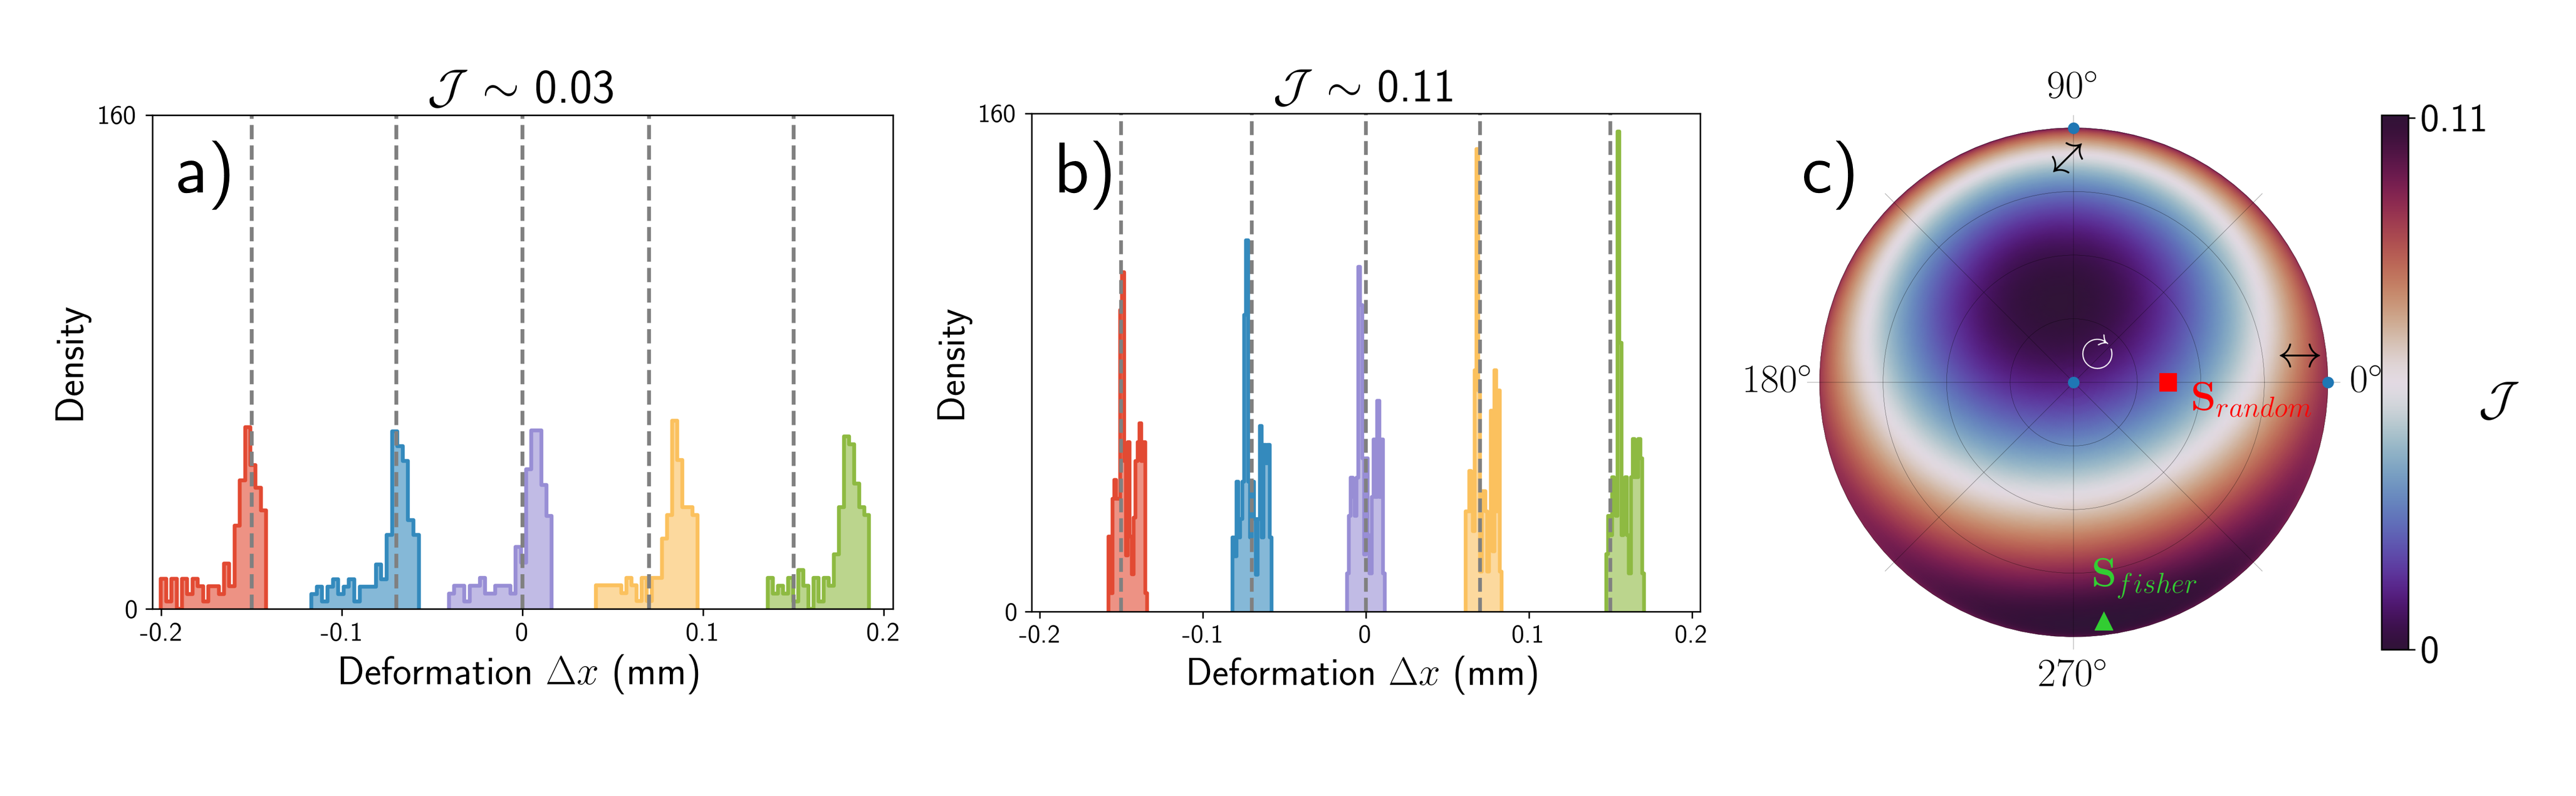 𝒥 ∼ 0.03
160
a)
Density
0
-0.2 -0.1 0 0.1 0.2
Deformation Δx (mm)
𝒥 ∼ 0.11
160
b)
Density
0
-0.2 -0.1 0 0.1 0.2
Deformation Δx (mm)
c)
90°
180°
0°
270°
S_random
S_fisher
0.11
𝒥
0